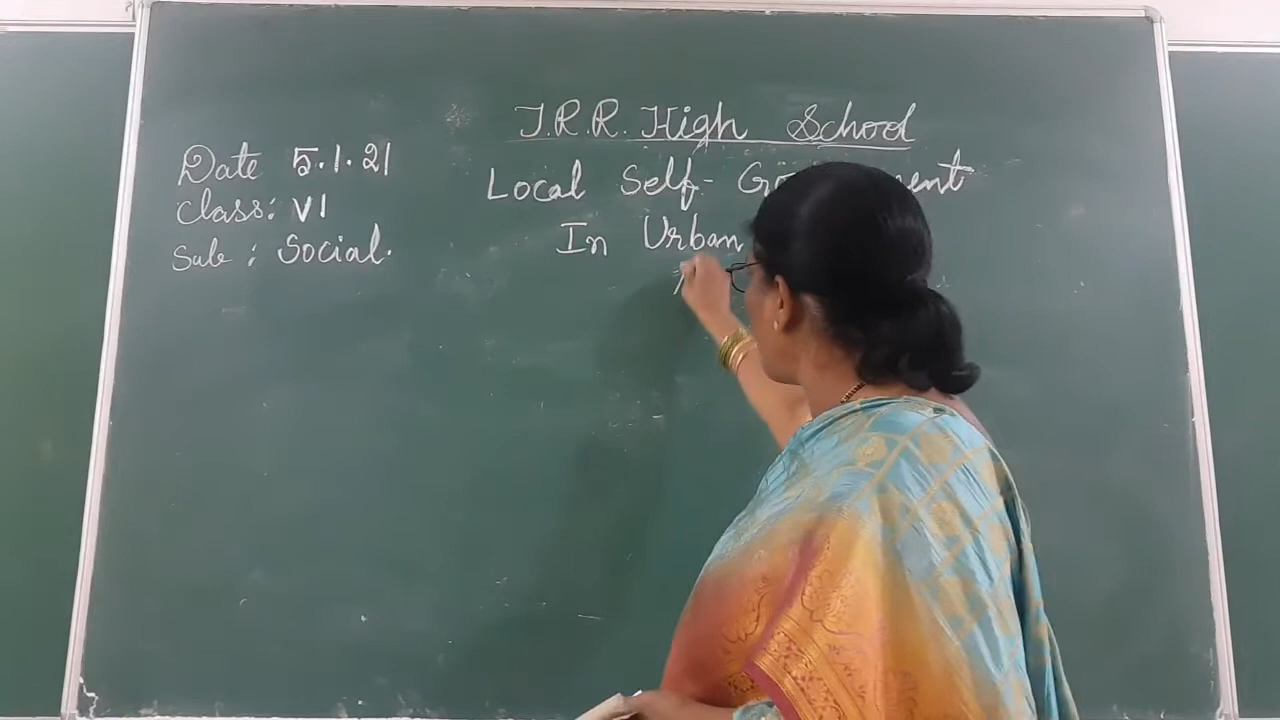 T.R.R. High School
Date 5.1.21
Class: VI
Sub : Social.
Local Self-
In Urban